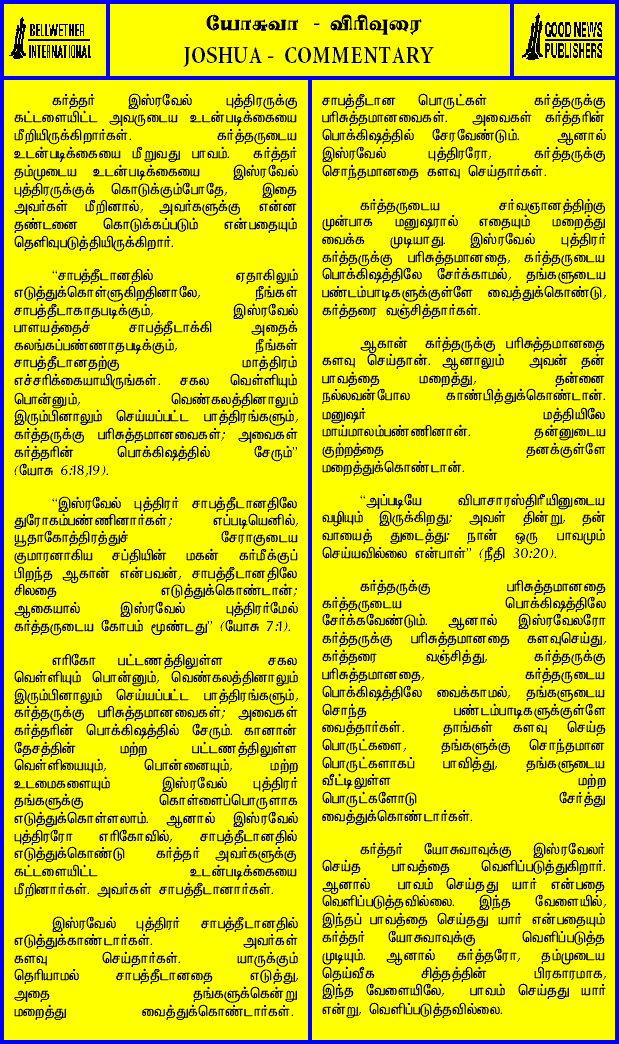 BELLWETHER
INTERNATIONAL
யோசுவா - விரிவுரை
JOSHUA - COMMENTARY
GOOD NEWS
PUBLISHERS
கர்த்தர் இஸ்ரவேல் புத்திரருக்கு
கட்டளையிட்ட அவருடைய உடன்படிக்கையை
மீறியிருக்கிறார்கள். கர்த்தருடைய
உடன்படிக்கையை மீறுவது பாவம். கர்த்தர்
தம்முடைய உடன்படிக்கையை இஸ்ரவேல்
புத்திரருக்குக் கொடுக்கும்போதே, இதை
அவர்கள் மீறினால், அவர்களுக்கு என்ன
தண்டனை கொடுக்கப்படும் என்பதையும்
தெளிவுபடுத்தியிருக்கிறார்.
“சாபத்தீடானதில் ஏதாகிலும்
எடுத்துக்கொள்ளுகிறதினாலே, நீங்கள்
சாபத்தீடாகாதபடிக்கும், இஸ்ரவேல்
பாளயத்தைச் சாபத்தீடாக்கி அதைக்
கலங்கப்பண்ணாதபடிக்கும், நீங்கள்
சாபத்தீடானதற்கு மாத்திரம்
எச்சரிக்கையாயிருங்கள். சகல வெள்ளியும்
பொன்னும், வெண்கலத்தினாலும்
இரும்பினாலும் செய்யப்பட்ட பாத்திரங்களும்,
கர்த்தருக்கு பரிசுத்தமானவைகள்; அவைகள்
கர்த்தரின் பொக்கிஷத்தில் சேரும்”
(யோசு 6:18,19).
“இஸ்ரவேல் புத்திரர் சாபத்தீடானதிலே
துரோகம்பண்ணினார்கள்; எப்படியெனில்,
யூதாகோத்திரத்துச் சேராகுடைய
குமாரனாகிய சப்தியின் மகன் கர்மீக்குப்
பிறந்த ஆகான் என்பவன், சாபத்தீடானதிலே
சிலதை எடுத்துக்கொண்டான்;
ஆகையால் இஸ்ரவேல் புத்திரர்மேல்
கர்த்தருடைய கோபம் மூண்டது” (யோசு 7:1).
எரிகோ பட்டணத்திலுள்ள சகல
வெள்ளியும் பொன்னும், வெண்கலத்தினாலும்
இரும்பினாலும் செய்யப்பட்ட பாத்திரங்களும்,
கர்த்தருக்கு பரிசுத்தமானவைகள்; அவைகள்
கர்த்தரின் பொக்கிஷத்தில் சேரும். கானான்
தேசத்தின் மற்ற பட்டணத்திலுள்ள
வெள்ளியையும், பொன்னையும், மற்ற
உடமைகளையும் இஸ்ரவேல் புத்திரர்
தங்களுக்கு கொள்ளைப்பொருளாக
எடுத்துக்கொள்ளலாம். ஆனால் இஸ்ரவேல்
புத்திரரோ எரிகோவில், சாபத்தீடானதில்
எடுத்துக்கொண்டு கர்த்தர் அவர்களுக்கு
கட்டளையிட்ட உடன்படிக்கையை
மீறினார்கள். அவர்கள் சாபத்தீடானார்கள்.
இஸ்ரவேல் புத்திரர் சாபத்தீடானதில்
எடுத்துக்காண்டார்கள். அவர்கள்
களவு செய்தார்கள். யாருக்கும்
தெரியாமல் சாபத்தீடானதை எடுத்து,
அதை தங்களுக்கென்று
மறைத்து வைத்துக்கொண்டார்கள்.
சாபத்தீடான பொருட்கள் கர்த்தருக்கு
பரிசுத்தமானவைகள். அவைகள் கர்த்தரின்
பொக்கிஷத்தில் சேரவேண்டும். ஆனால்
இஸ்ரவேல் புத்திரரோ, கர்த்தருக்கு
சொந்தமானதை களவு செய்தார்கள்.
கர்த்தருடைய சர்வஞானத்திற்கு
முன்பாக மனுஷரால் எதையும் மறைத்து
வைக்க முடியாது. இஸ்ரவேல் புத்திரர்
கர்த்தருக்கு பரிசுத்தமானதை, கர்த்தருடைய
பொக்கிஷத்திலே சேர்க்காமல், தங்களுடைய
பண்டம்பாடிகளுக்குள்ளே வைத்துக்கொண்டு,
கர்த்தரை வஞ்சித்தார்கள்.
ஆகான் கர்த்தருக்கு பரிசுத்தமானதை
களவு செய்தான். ஆனாலும் அவன் தன்
பாவத்தை மறைத்து, தன்னை
நல்லவன்போல காண்பித்துக்கொண்டான்.
மனுஷர் மத்தியிலே
மாய்மாலம்பண்ணினான். தன்னுடைய
குற்றத்தை தனக்குள்ளே
மறைத்துக்கொண்டான்.
“அப்படியே விபாசாரஸ்திரீயினுடைய
வழியும் இருக்கிறது; அவள் தின்று, தன்
வாயைத் துடைத்து; நான் ஒரு பாவமும்
செய்யவில்லை என்பாள்” (நீதி 30:20).
கர்த்தருக்கு பரிசுத்தமானதை
கர்த்தருடைய பொக்கிஷத்திலே
சேர்க்கவேண்டும். ஆனால் இஸ்ரவேலரோ
கர்த்தருக்கு பரிசுத்தமானதை களவுசெய்து,
கர்த்தரை வஞ்சித்து, கர்த்தருக்கு
பரிசுத்தமானதை, கர்த்தருடைய
பொக்கிஷத்திலே வைக்காமல், தங்களுடைய
சொந்த பண்டம்பாடிகளுக்குள்ளே
வைத்தார்கள். தாங்கள் களவு செய்த
பொருட்களை, தங்களுக்கு சொந்தமான
பொருட்களாகப் பாவித்து, தங்களுடைய
வீட்டிலுள்ள மற்ற
பொருட்களோடு சேர்த்து
வைத்துக்கொண்டார்கள்.
கர்த்தர் யோசுவாவுக்கு இஸ்ரவேலர்
செய்த பாவத்தை வெளிப்படுத்துகிறார்.
ஆனால் பாவம் செய்தது யார் என்பதை
வெளிப்படுத்தவில்லை. இந்த வேளையில்,
இந்தப் பாவத்தை செய்தது யார் என்பதையும்
கர்த்தர் யோசுவாவுக்கு வெளிப்படுத்த
முடியும். ஆனால் கர்த்தரோ, தம்முடைய
தெய்வீக சித்தத்தின் பிரகாரமாக,
இந்த வேளையிலே, பாவம் செய்தது யார்
என்று, வெளிப்படுத்தவில்லை.